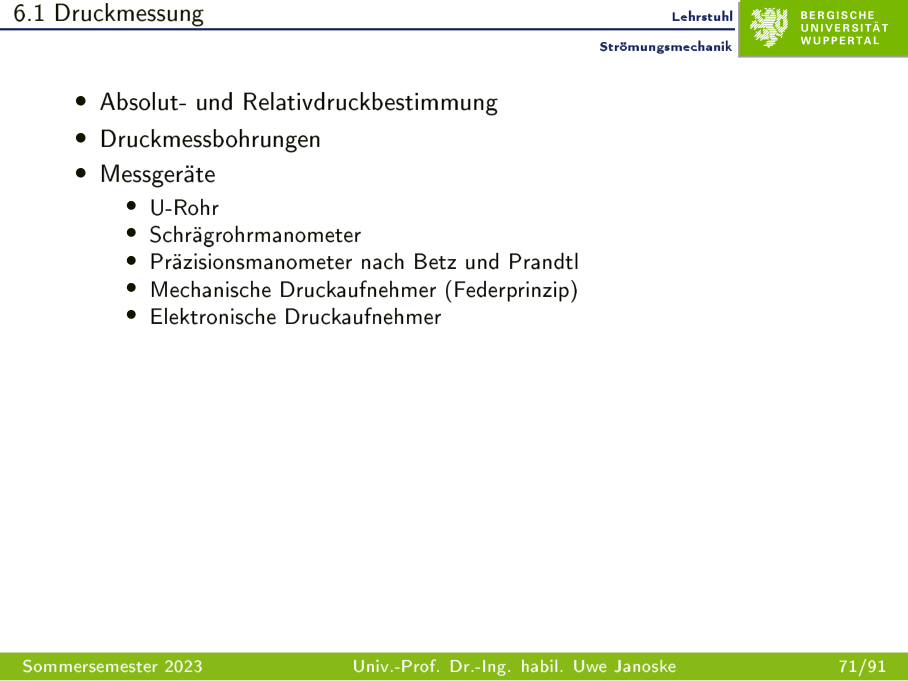 6.1 Druckmessung
Lehrstuhl
Strömungsmechanik
BERGISCHE
UNIVERSITÄT
WUPPERTAL
• Absolut- und Relativdruckbestimmung
• Druckmessbohrungen
• Messgeräte
• U-Rohr
• Schrägrohrmanometer
• Präzisionsmanometer nach Betz und Prandtl
• Mechanische Druckaufnehmer (Federprinzip)
• Elektronische Druckaufnehmer
Sommersemester 2023
Univ.-Prof. Dr.-Ing. habil. Uwe Janoske
71/91